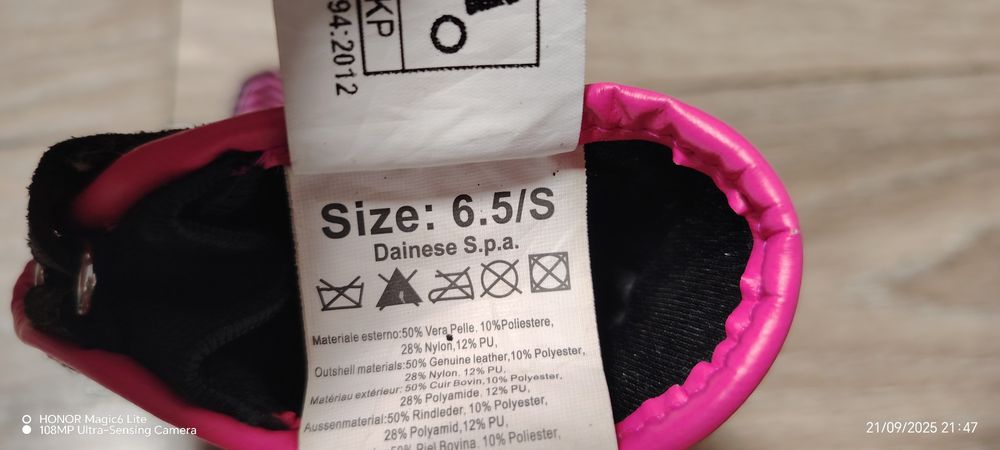 KP
94:2012
Size: 6.5/S
Dainese S.p.a.
Materiale esterno:50% Vera Pelle, 10%Poliestere,
28% Nylon,12% PU,
Outshell materials:50% Genuine leather,10% Polyester,
28% Nylon, 12% PU,
Matériau extérieur: 50% Cuir Bovin,10% Polyester,
28% Polyamide, 12% PU,
Aussenmaterial:50% Rindleder, 10% Polyester,
28% Polyamid,12% PU,
50% Piel Bovina, 10% Poliester,
HONOR Magic6 Lite
108MP Ultra-Sensing Camera
21/09/2025 21:47